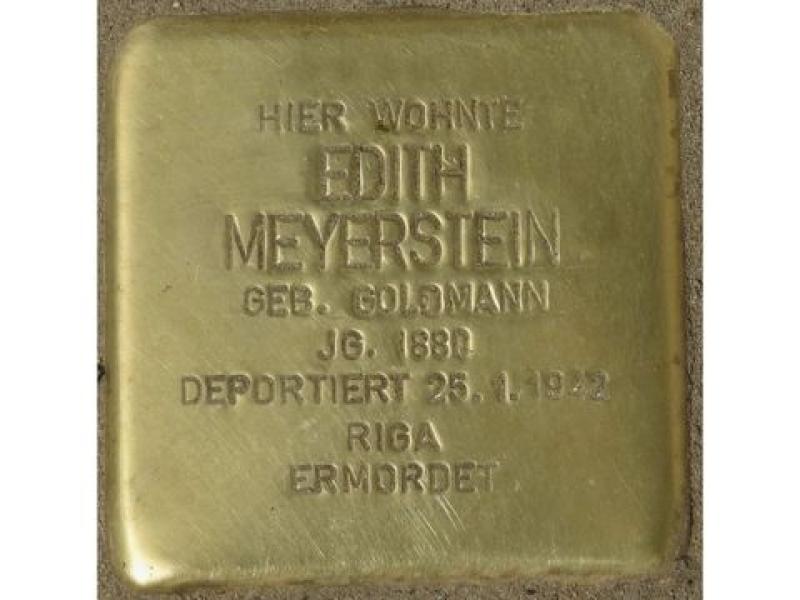 HIER WOHNTE
EDITH
MEYERSTEIN
GEB. GOLDMANN
JG. 1880
DEPORTIERT 25.1.1942
RIGA
ERMORDET